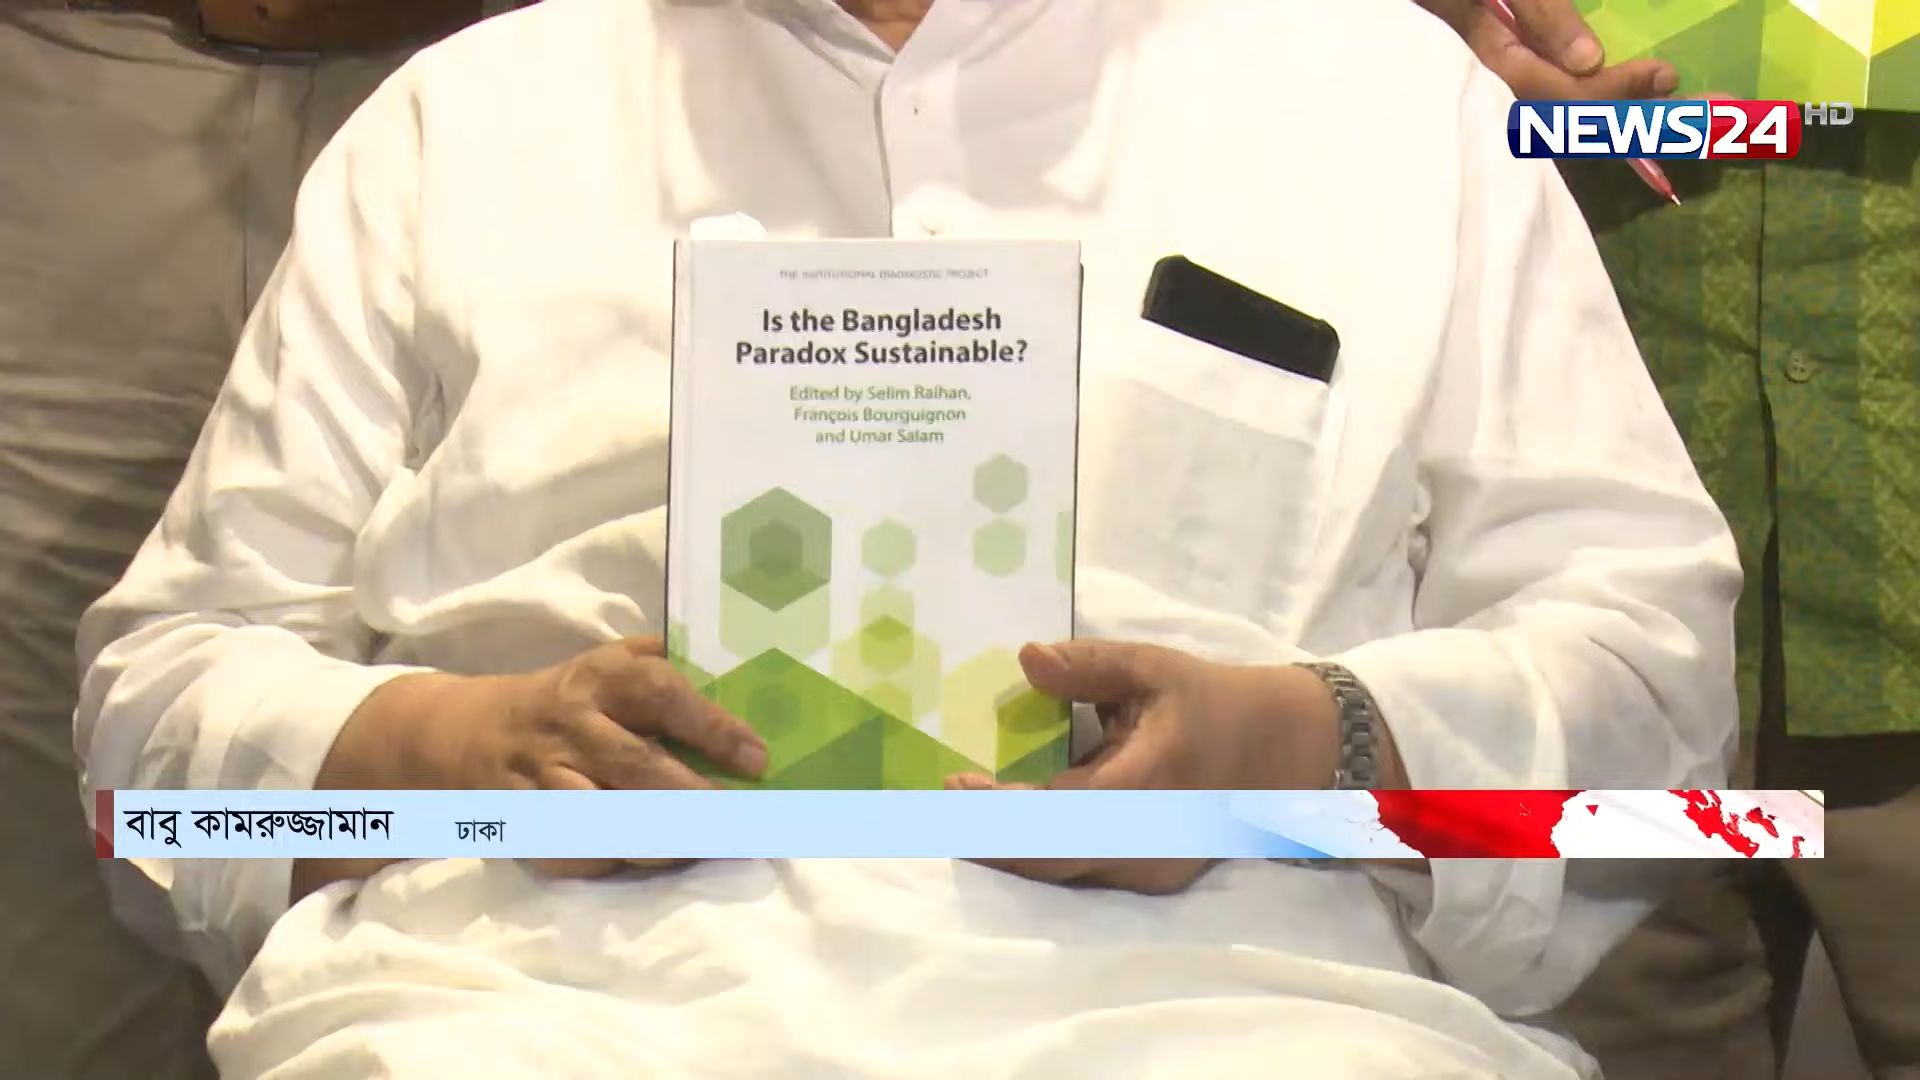 NEWS24 HD
THE INSTITUTIONAL DIAGNOSTIC PROJECT
Is the Bangladesh
Paradox Sustainable?
Edited by Selim Raihan,
François Bourguignon
and Umar Salam
বাবু কামরুজ্জামান ঢাকা